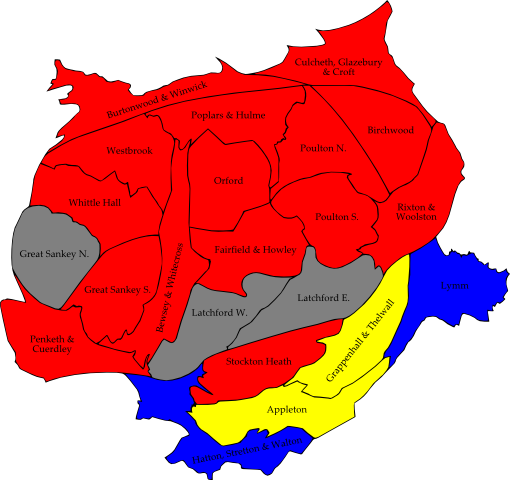 Culcheth, Glazebury
& Croft
Burtonwood & Winwick
Poplars & Hulme
Birchwood
Westbrook
Poulton N.
Orford
Whittle Hall
Rixton &
Woolston
Poulton S.
Great Sankey N.
Fairfield & Howley
Bewsey & Whitecross
Great Sankey S.
Lymm
Latchford E.
Latchford W.
Penketh &
Cuerdley
Grappenhall & Thelwall
Stockton Heath
Appleton
Hatton, Stretton & Walton